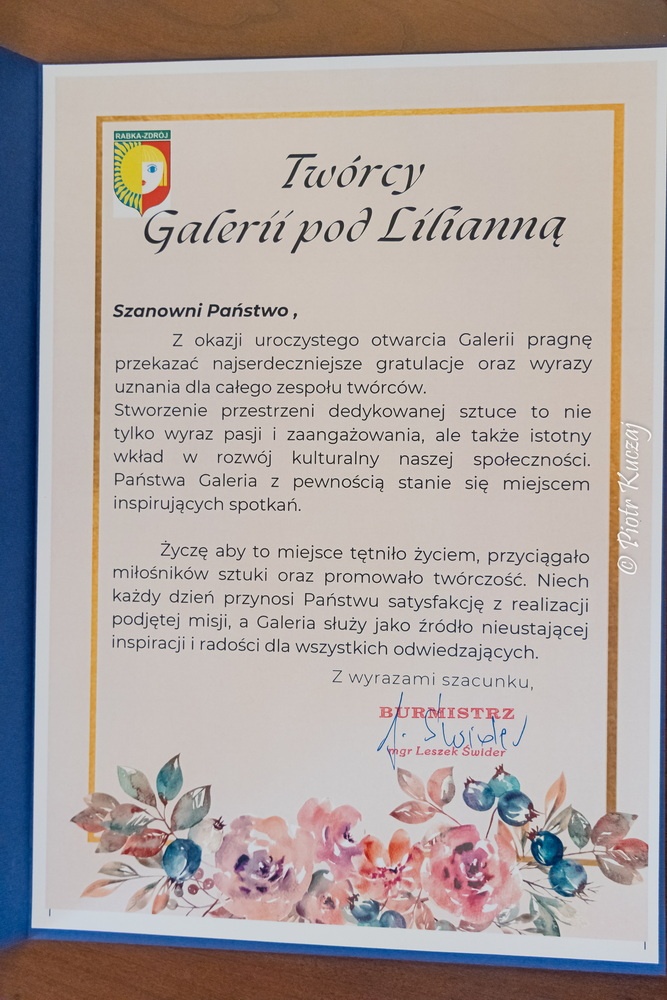 RABKA-ZDRÓJ
Twórcy
Galerii pod Lilianną
Szanowni Państwo ,
Z okazji uroczystego otwarcia Galerii pragnę
przekazać najserdeczniejsze gratulacje oraz wyrazy
uznania dla całego zespołu twórców.
Stworzenie przestrzeni dedykowanej sztuce to nie
tylko wyraz pasji i zaangażowania, ale także istotny
wkład w rozwój kulturalny naszej społeczności.
Państwa Galeria z pewnością stanie się miejscem
inspirujących spotkań.
Życzę aby to miejsce tętniło życiem, przyciągało
miłośników sztuki oraz promowało twórczość. Niech
każdy dzień przynosi Państwu satysfakcję z realizacji
podjętej misji, a Galeria służy jako źródło nieustającej
inspiracji i radości dla wszystkich odwiedzających.
Z wyrazami szacunku,
BURMISTRZ
mgr Leszek Świder
© Piotr Kuczaj